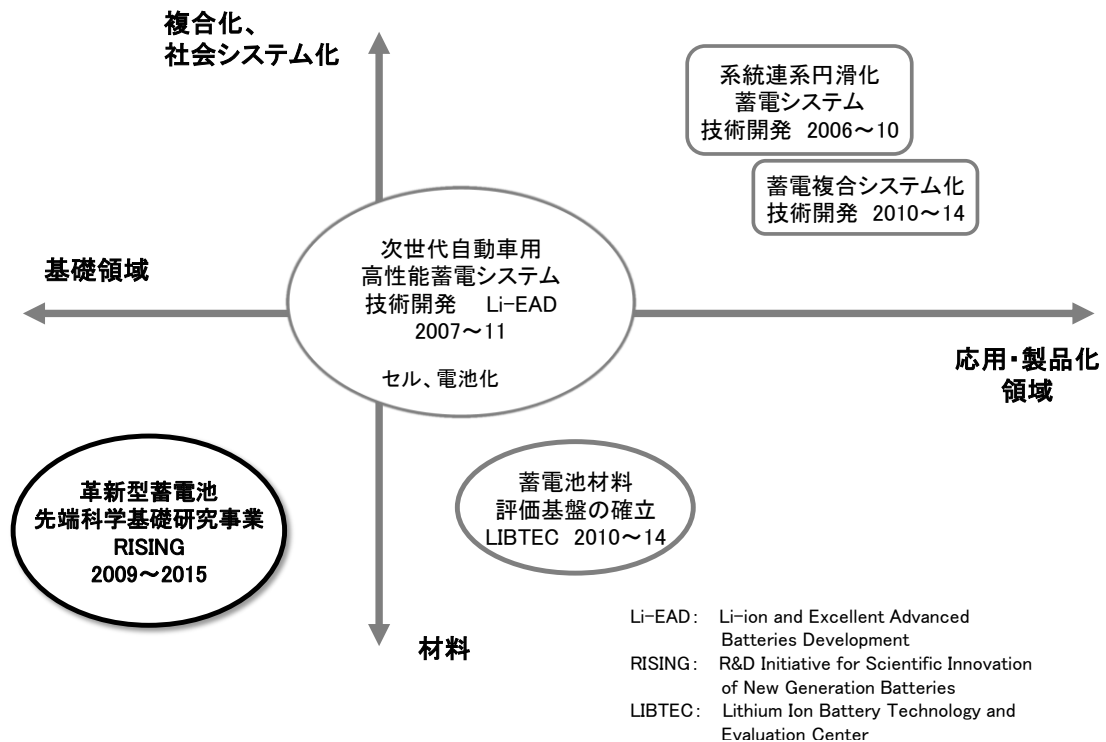 複合化、
社会システム化
系統連系円滑化
蓄電システム
技術開発 2006～10
蓄電複合システム化
技術開発 2010～14
次世代自動車用
高性能蓄電システム
技術開発 Li-EAD
2007～11
セル、電池化
基礎領域
応用・製品化
領域
革新型蓄電池
先端科学基礎研究事業
RISING
2009～2015
蓄電池材料
評価基盤の確立
LIBTEC 2010～14
材料
Li-EAD: Li-ion and Excellent Advanced
Batteries Development
RISING: R&D Initiative for Scientific Innovation
of New Generation Batteries
LIBTEC: Lithium Ion Battery Technology and
Evaluation Center